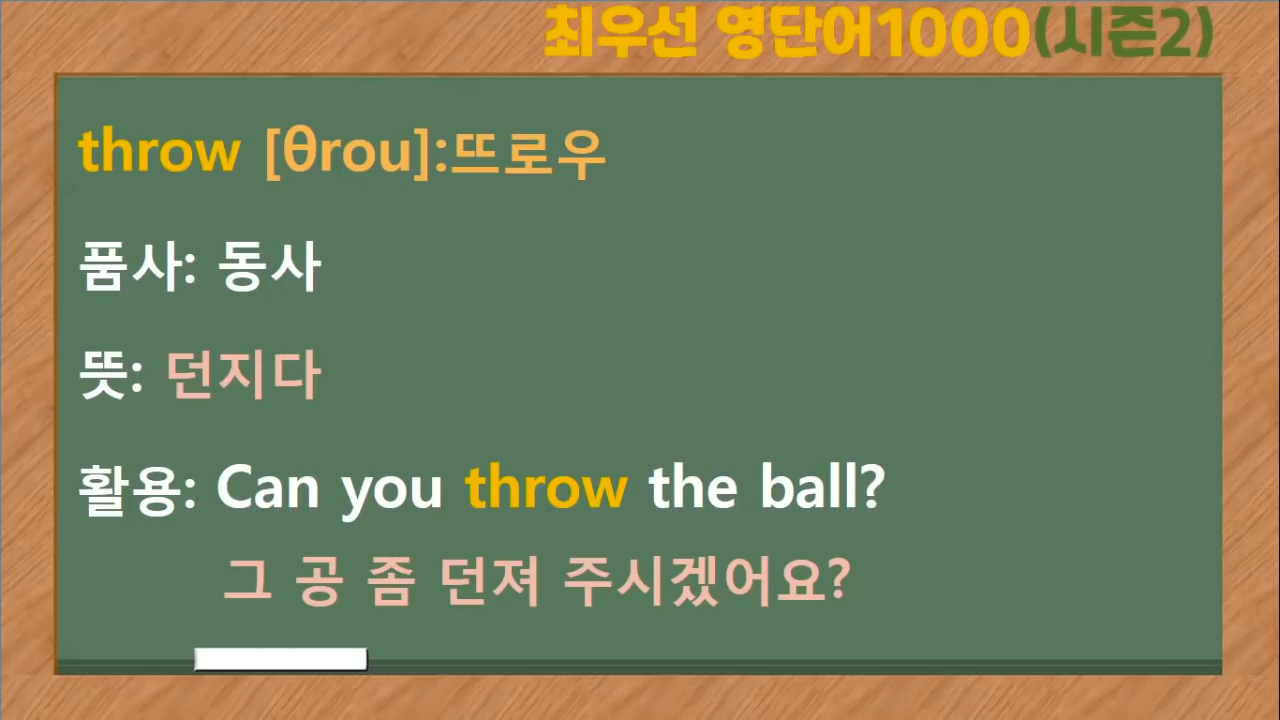 최우선 영단어1000(시즌2)
throw [θrou]:뜨로우
품사: 동사
뜻: 던지다
활용: Can you throw the ball?
그 공 좀 던져 주시겠어요?